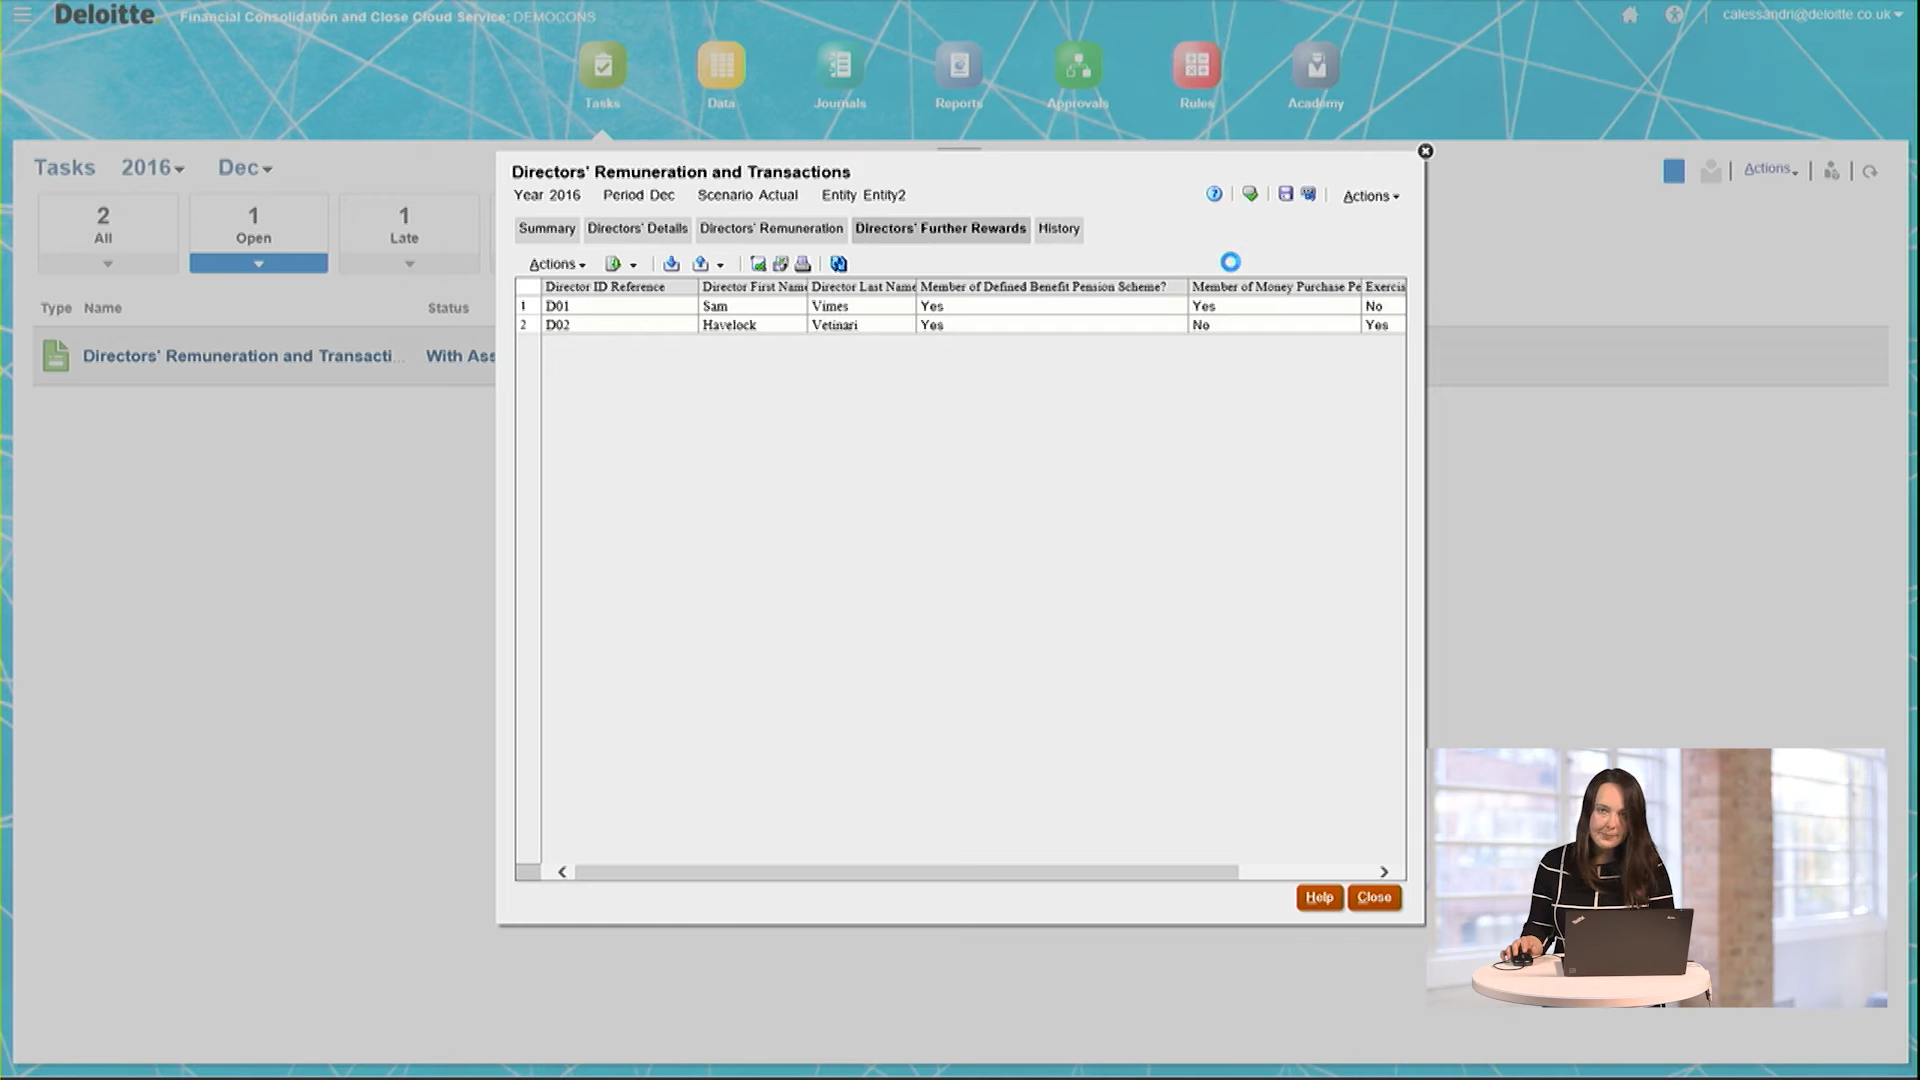 Deloitte.
Financial Consolidation and Close Cloud Service: DEMOCONS
calessandri@deloitte.co.uk
Tasks
Data
Journals
Reports
Approvals
Rules
Academy
Tasks 2016 Dec
Actions
2
All
1
Open
1
Late
Type Name Status
Directors' Remuneration and Transacti... With Ass
Directors' Remuneration and Transactions
Year 2016 Period Dec Scenario Actual Entity Entity2
Actions
Summary Directors' Details Directors' Remuneration Directors' Further Rewards History
Actions
Director ID Reference Director First Name Director Last Name Member of Defined Benefit Pension Scheme? Member of Money Purchase Pe Exercis
1 D01 Sam Vimes Yes Yes No
2 D02 Havelock Vetinari Yes No Yes
Help Close